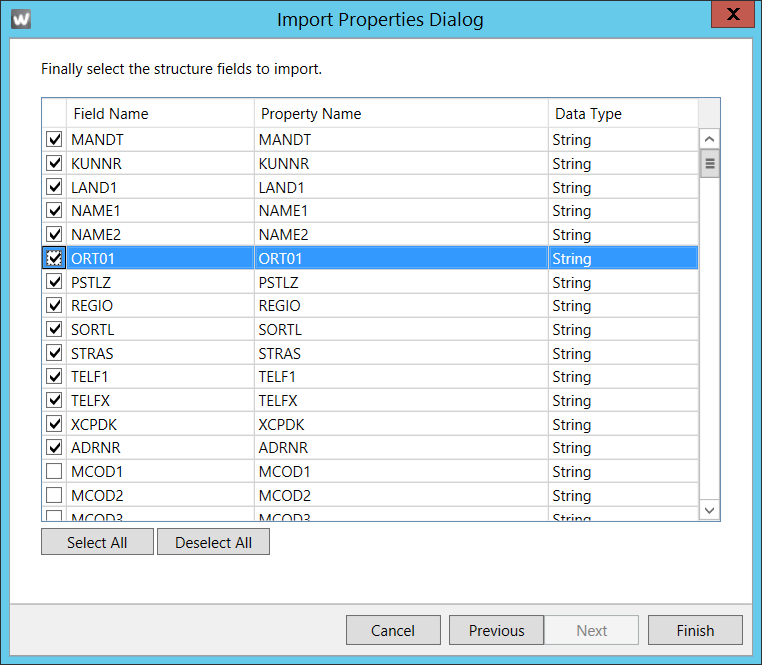 W
Import Properties Dialog
X
Finally select the structure fields to import.
Field Name Property Name Data Type
MANDT MANDT String
KUNNR KUNNR String
LAND1 LAND1 String
NAME1 NAME1 String
NAME2 NAME2 String
ORT01 ORT01 String
PSTLZ PSTLZ String
REGIO REGIO String
SORTL SORTL String
STRAS STRAS String
TELF1 TELF1 String
TELFX TELFX String
XCPDK XCPDK String
ADRNR ADRNR String
MCOD1 MCOD1 String
MCOD2 MCOD2 String
MCOD3 MCOD3 String
Select All Deselect All
Cancel Previous Next Finish